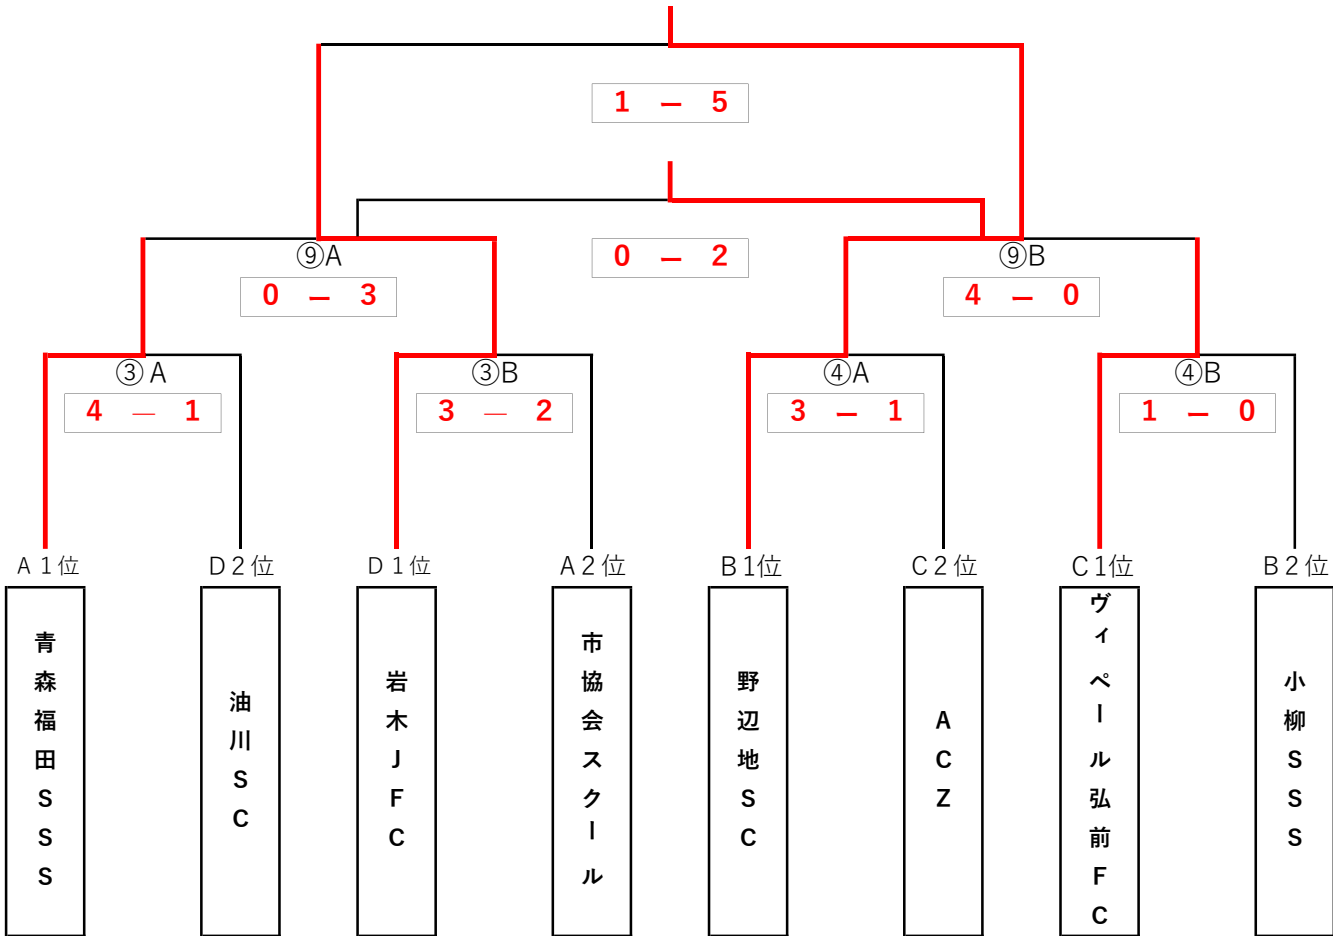 1 － 5
0 － 2
⑨A
⑨B
0 － 3
4 － 0
③A
③B
④A
④B
4 － 1
3 － 2
3 － 1
1 － 0
A１位
D２位
D１位
A２位
B1位
C２位
C1位
B２位
青森福田SSS
油川SC
岩木JFC
市協会スクール
野辺地SC
ACZ
ヴィペール弘前FC
小柳SSS